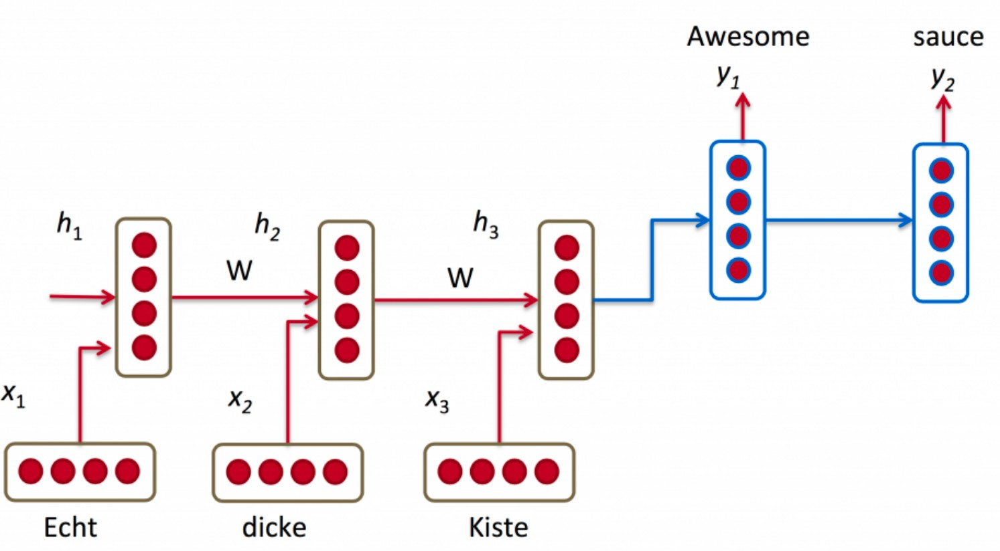 Awesome sauce
y1 y2
h1 h2 h3
W W
x1 x2 x3
Echt dicke Kiste